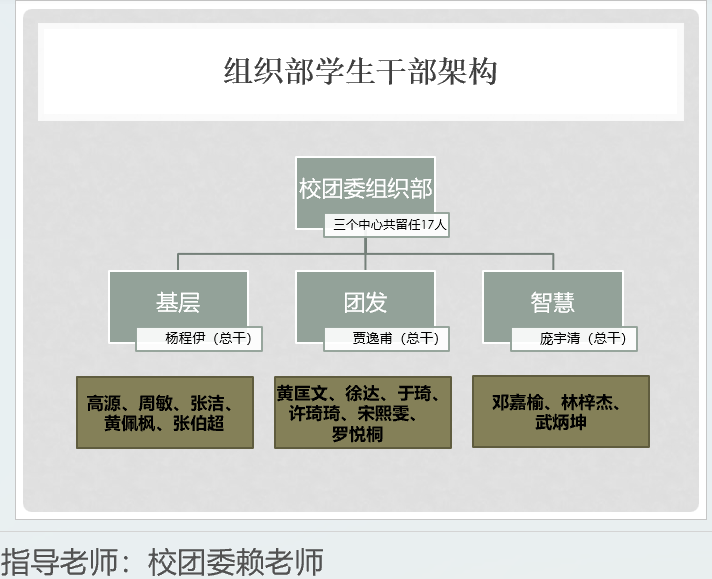 组织部学生干部架构
校团委组织部
三个中心共留任17人
基层
杨程伊（总干）
团发
贾逸甫（总干）
智慧
庞宇清（总干）
高源、周敏、张洁、
黄佩枫、张伯超
黄匡文、徐达、于琦、
许琦琦、宋熙雯、
罗悦桐
邓嘉榆、林梓杰、
武炳坤
指导老师：校团委赖老师